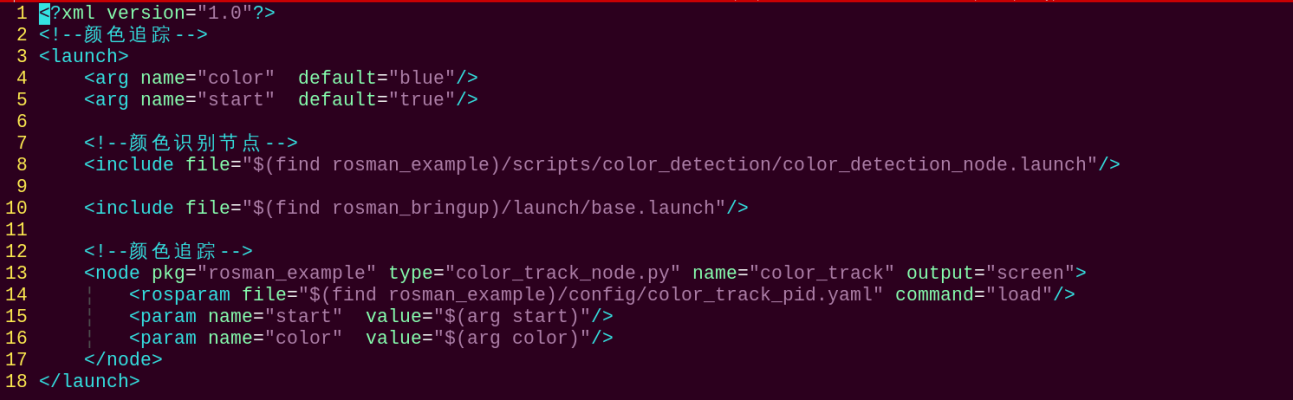 1 <?xml version="1.0"?>
2 <!--颜色追踪-->
3 <launch>
4     <arg name="color"  default="blue"/>
5     <arg name="start"  default="true"/>
6
7     <!--颜色识别节点-->
8     <include file="$(find rosman_example)/scripts/color_detection/color_detection_node.launch"/>
9
10     <include file="$(find rosman_bringup)/launch/base.launch"/>
11
12     <!--颜色追踪-->
13     <node pkg="rosman_example" type="color_track_node.py" name="color_track" output="screen">
14     ¦   <rosparam file="$(find rosman_example)/config/color_track_pid.yaml" command="load"/>
15     ¦   <param name="start"  value="$(arg start)"/>
16     ¦   <param name="color"  value="$(arg color)"/>
17     </node>
18 </launch>